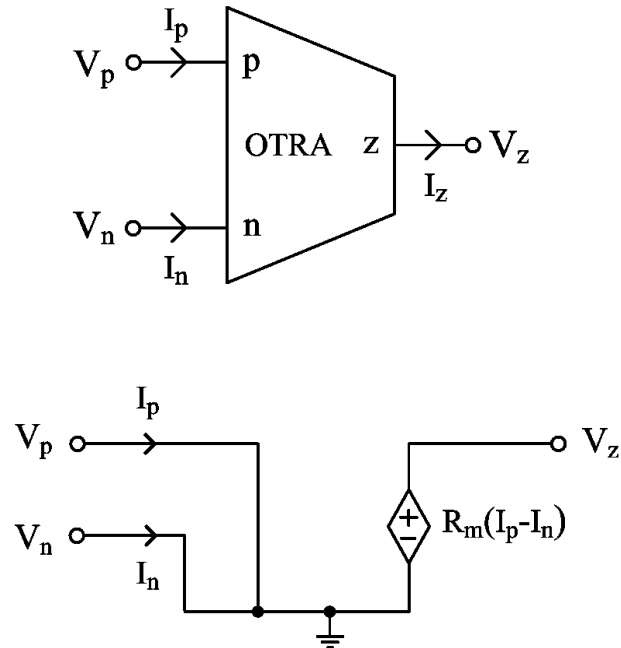 I_p
V_p
p
OTRA
z
V_z
I_z
V_n
n
I_n
I_p
V_p
V_z
V_n
+
−
R_m(I_p-I_n)
I_n